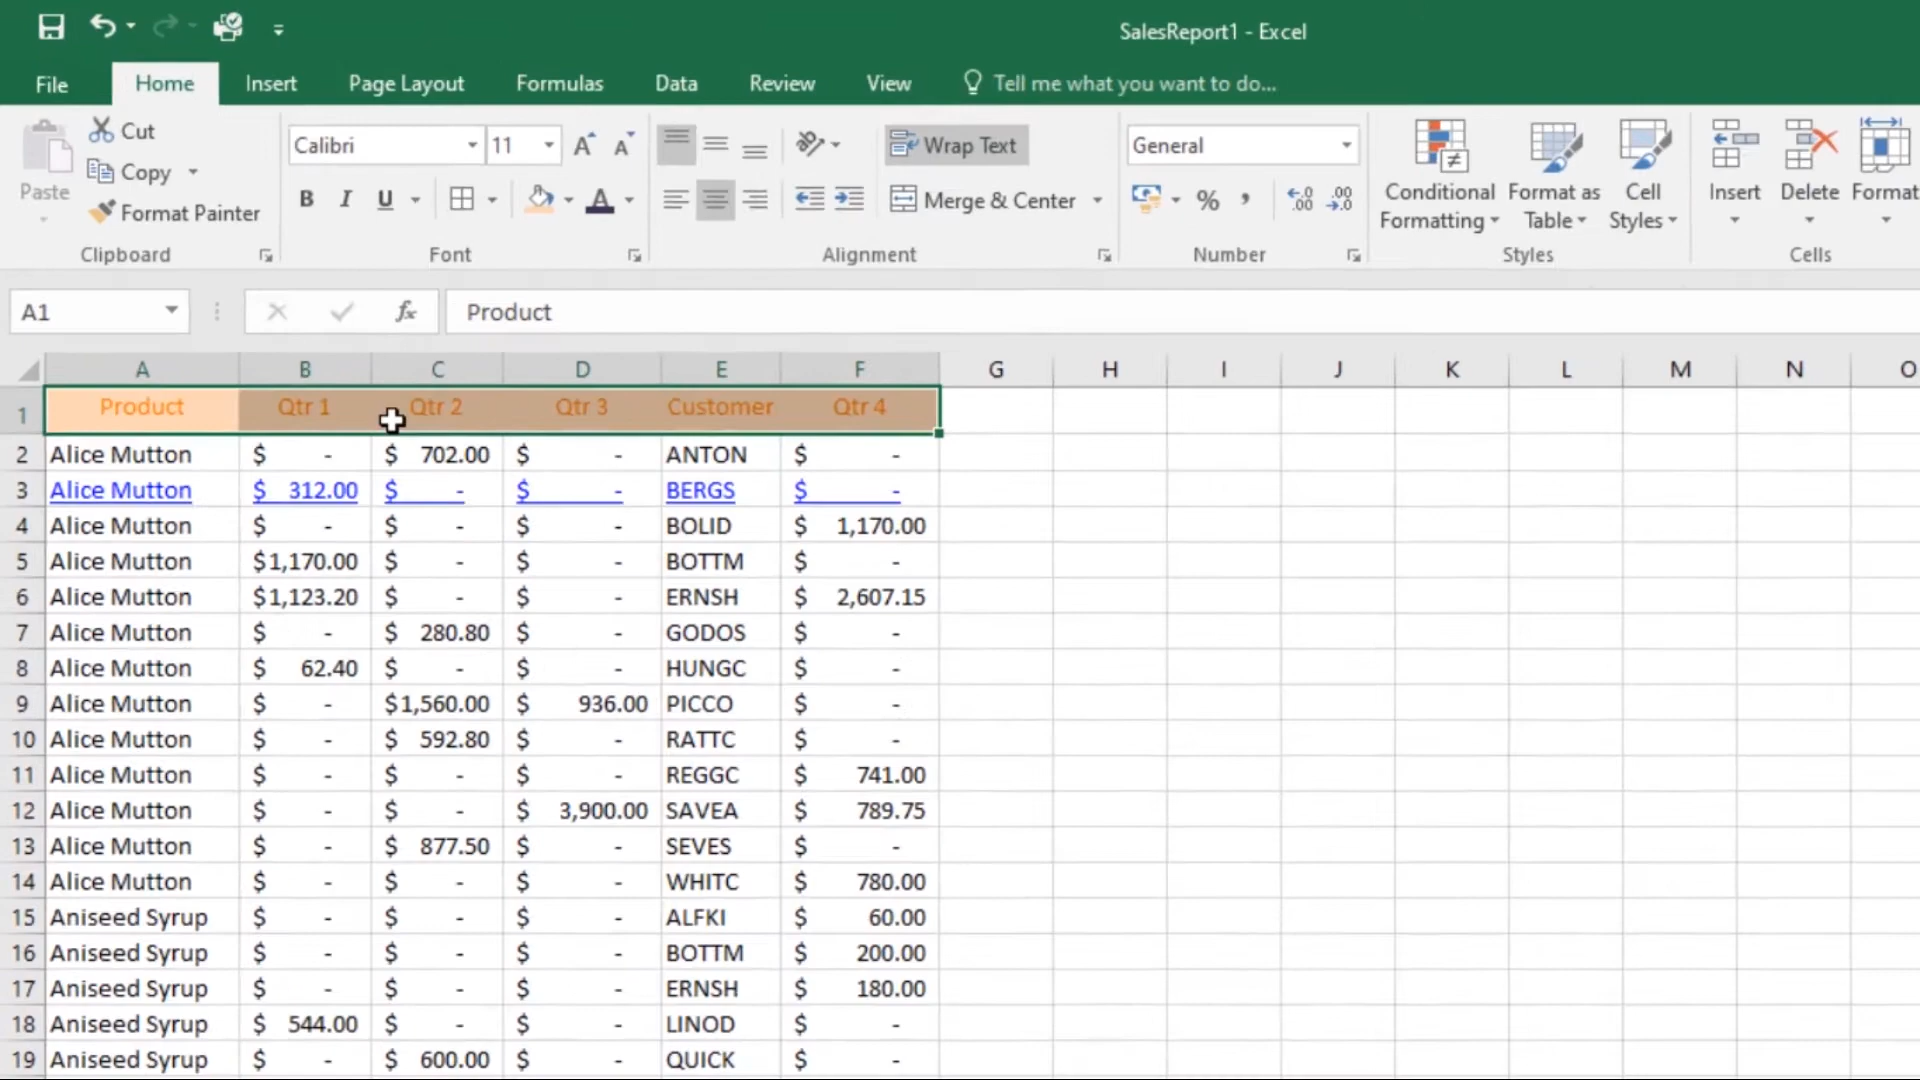 SalesReport1 - Excel
File Home Insert Page Layout Formulas Data Review View Tell me what you want to do...
Paste Cut Copy Format Painter
Calibri 11
B I U A
Wrap Text
Merge & Center
General
% , .00 .0
Conditional Formatting Format as Table Cell Styles Insert Delete Format
Clipboard Font Alignment Number Styles Cells
A1 fx Product
A B C D E F G H I J K L M N O
1 Product Qtr 1 Qtr 2 Qtr 3 Customer Qtr 4
2 Alice Mutton $ - $ 702.00 $ - ANTON $ -
3 Alice Mutton $ 312.00 $ - $ - BERGS $ -
4 Alice Mutton $ - $ - $ - BOLID $ 1,170.00
5 Alice Mutton $1,170.00 $ - $ - BOTTM $ -
6 Alice Mutton $1,123.20 $ - $ - ERNSH $ 2,607.15
7 Alice Mutton $ - $ 280.80 $ - GODOS $ -
8 Alice Mutton $ 62.40 $ - $ - HUNGC $ -
9 Alice Mutton $ - $1,560.00 $ 936.00 PICCO $ -
10 Alice Mutton $ - $ 592.80 $ - RATTC $ -
11 Alice Mutton $ - $ - $ - REGGC $ 741.00
12 Alice Mutton $ - $ - $ 3,900.00 SAVEA $ 789.75
13 Alice Mutton $ - $ 877.50 $ - SEVES $ -
14 Alice Mutton $ - $ - $ - WHITC $ 780.00
15 Aniseed Syrup $ - $ - $ - ALFKI $ 60.00
16 Aniseed Syrup $ - $ - $ - BOTTM $ 200.00
17 Aniseed Syrup $ - $ - $ - ERNSH $ 180.00
18 Aniseed Syrup $ 544.00 $ - $ - LINOD $ -
19 Aniseed Syrup $ - $ 600.00 $ - QUICK $ -